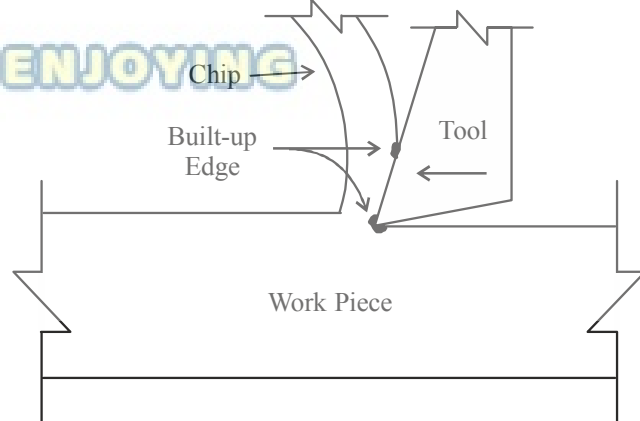 ENJOYING
Chip
Built-up
Edge
Tool
Work Piece